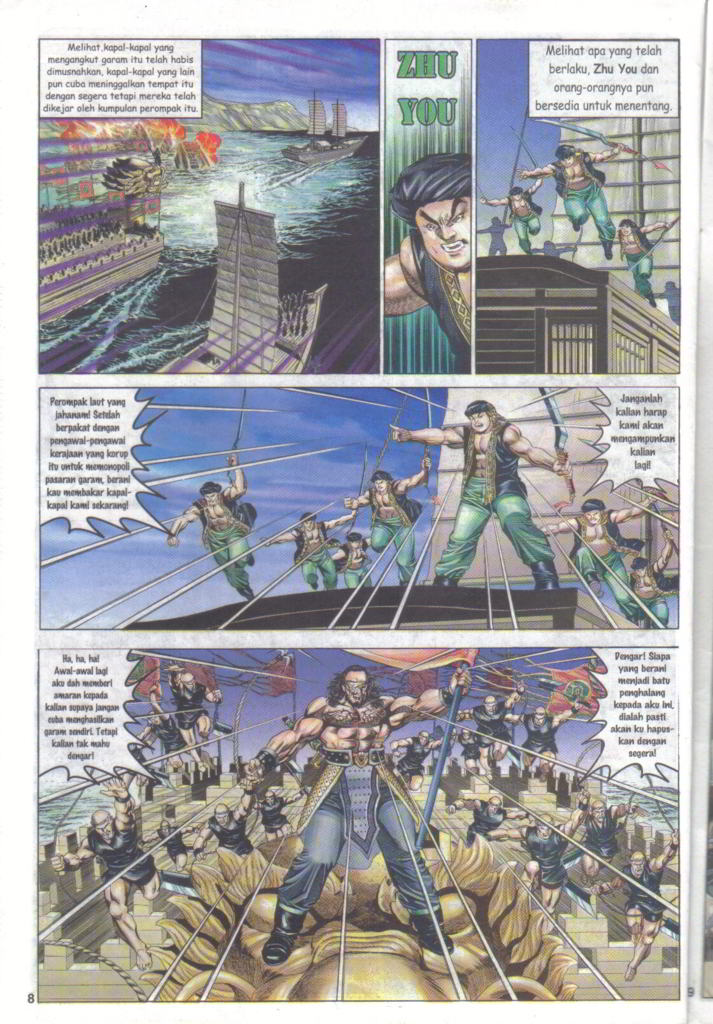 Melihat,kapal-kapal yang
mengangkut garam itu telah habis
dimusnahkan, kapal-kapal yang lain
pun cuba meninggalkan tempat itu
dengan segera tetapi mereka telah
dikejar oleh kumpulan perompak itu.
ZHU
YOU
Melihat apa yang telah
berlaku, Zhu You dan
orang-orangnya pun
bersedia untuk menentang.
Perompak laut yang
jahanam! Setelah
berpakat dengan
pengawal-pengawal
kerajaan yang korup
itu untuk memonopoli
pasaran garam, berani
kau membakar kapal-
kapal kami sekarang!
Janganlah
kalian harap
kami akan
mengampunkan
kalian
lagi!
Ha, ha, ha!
Awal-awal lagi
aku dah memberi
amaran kepada
kalian supaya jangan
cuba menghasilkan
garam sendiri. Tetapi
kalian tak mahu
dengar!
Dengar! Siapa
yang berani
menjadi batu
penghalang
kepada aku ini,
dialah pasti
akan ku hapus-
kan dengan
segera!
8
9